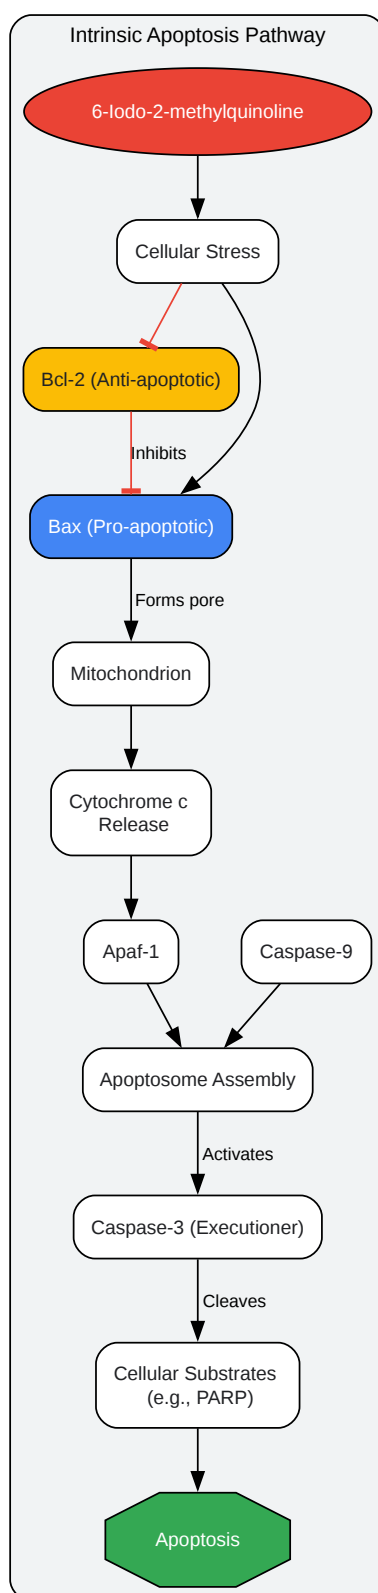 Intrinsic Apoptosis Pathway
6-Iodo-2-methylquinoline
Cellular Stress
Bcl-2 (Anti-apoptotic)
Inhibits
Bax (Pro-apoptotic)
Forms pore
Mitochondrion
Cytochrome c
Release
Apaf-1
Caspase-9
Apoptosome Assembly
Activates
Caspase-3 (Executioner)
Cleaves
Cellular Substrates
(e.g., PARP)
Apoptosis